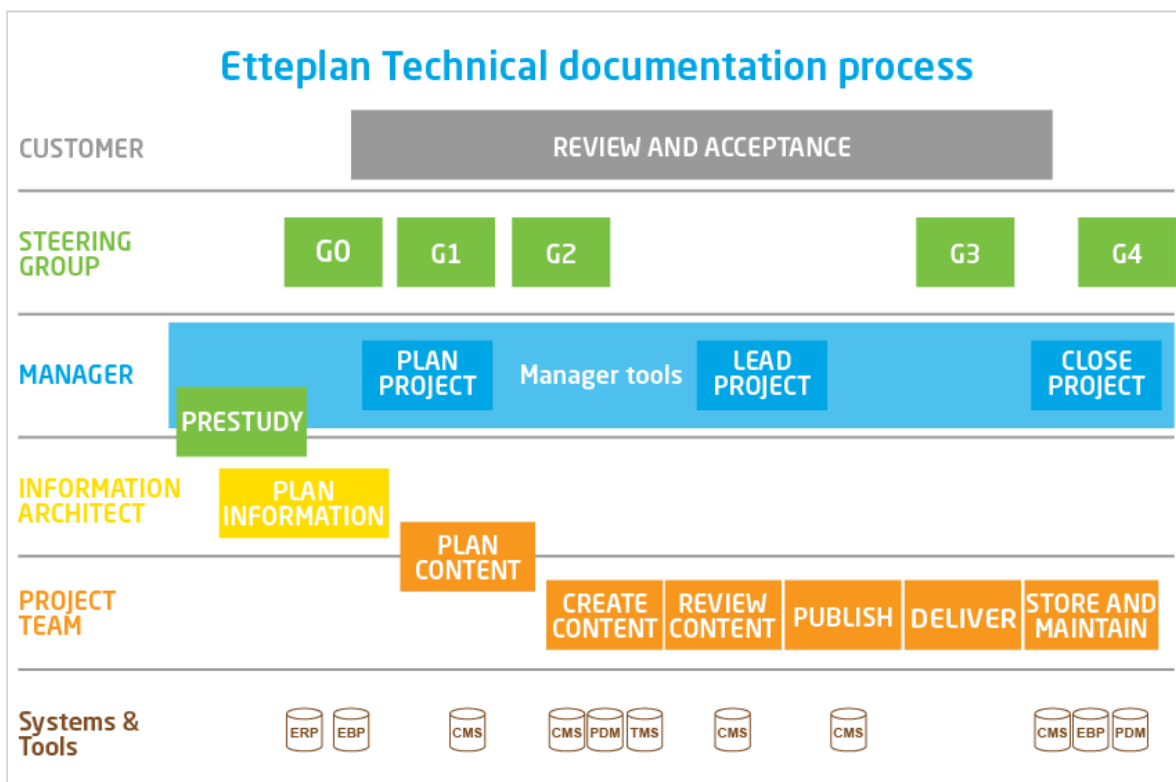 Etteplan Technical documentation process
CUSTOMER
REVIEW AND ACCEPTANCE
STEERING
GROUP
G0
G1
G2
G3
G4
MANAGER
PLAN
PROJECT
Manager tools
LEAD
PROJECT
CLOSE
PROJECT
PRESTUDY
INFORMATION
ARCHITECT
PLAN
INFORMATION
PLAN
CONTENT
PROJECT
TEAM
CREATE
CONTENT
REVIEW
CONTENT
PUBLISH
DELIVER
STORE AND
MAINTAIN
Systems &
Tools
ERP
EBP
CMS
CMS
PDM
TMS
CMS
CMS
CMS
EBP
PDM